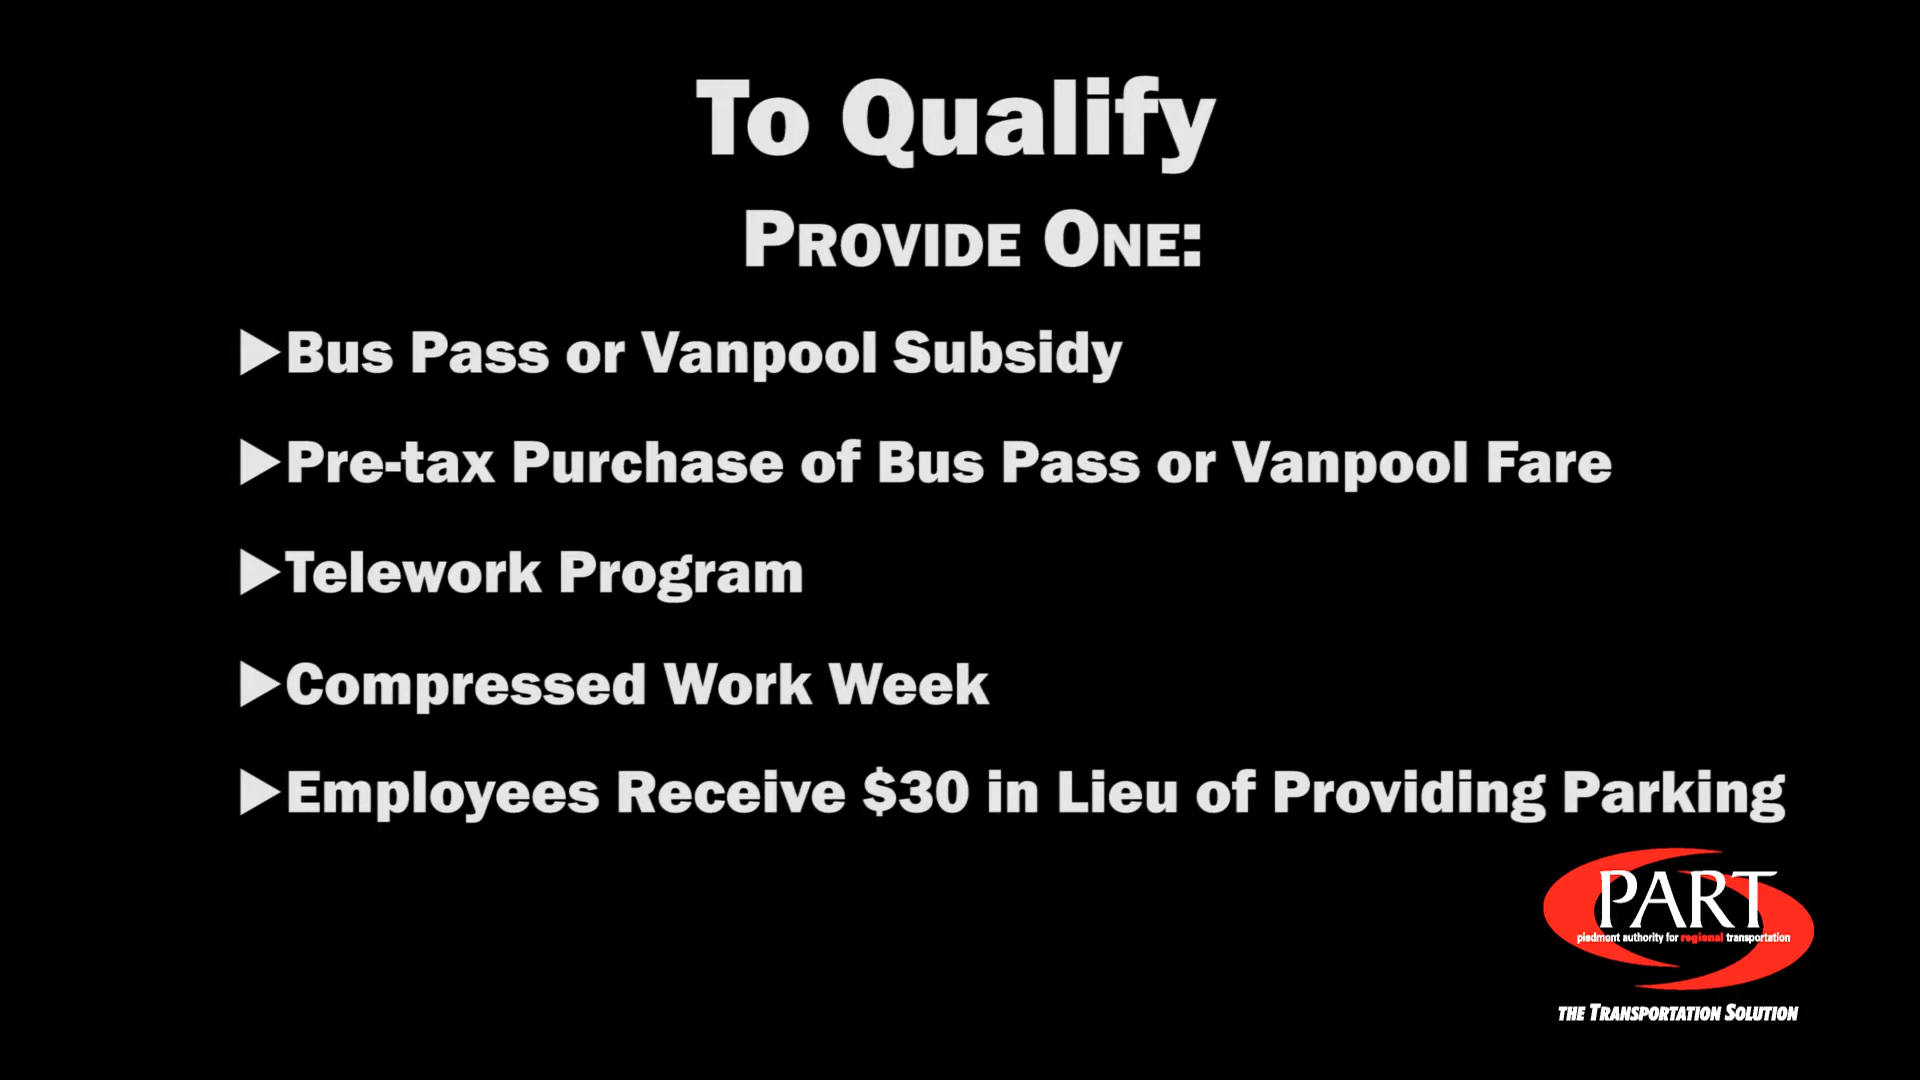 To Qualify
PROVIDE ONE:
▶Bus Pass or Vanpool Subsidy
▶Pre-tax Purchase of Bus Pass or Vanpool Fare
▶Telework Program
▶Compressed Work Week
▶Employees Receive $30 in Lieu of Providing Parking
PART
piedmont authority for regional transportation
THE TRANSPORTATION SOLUTION